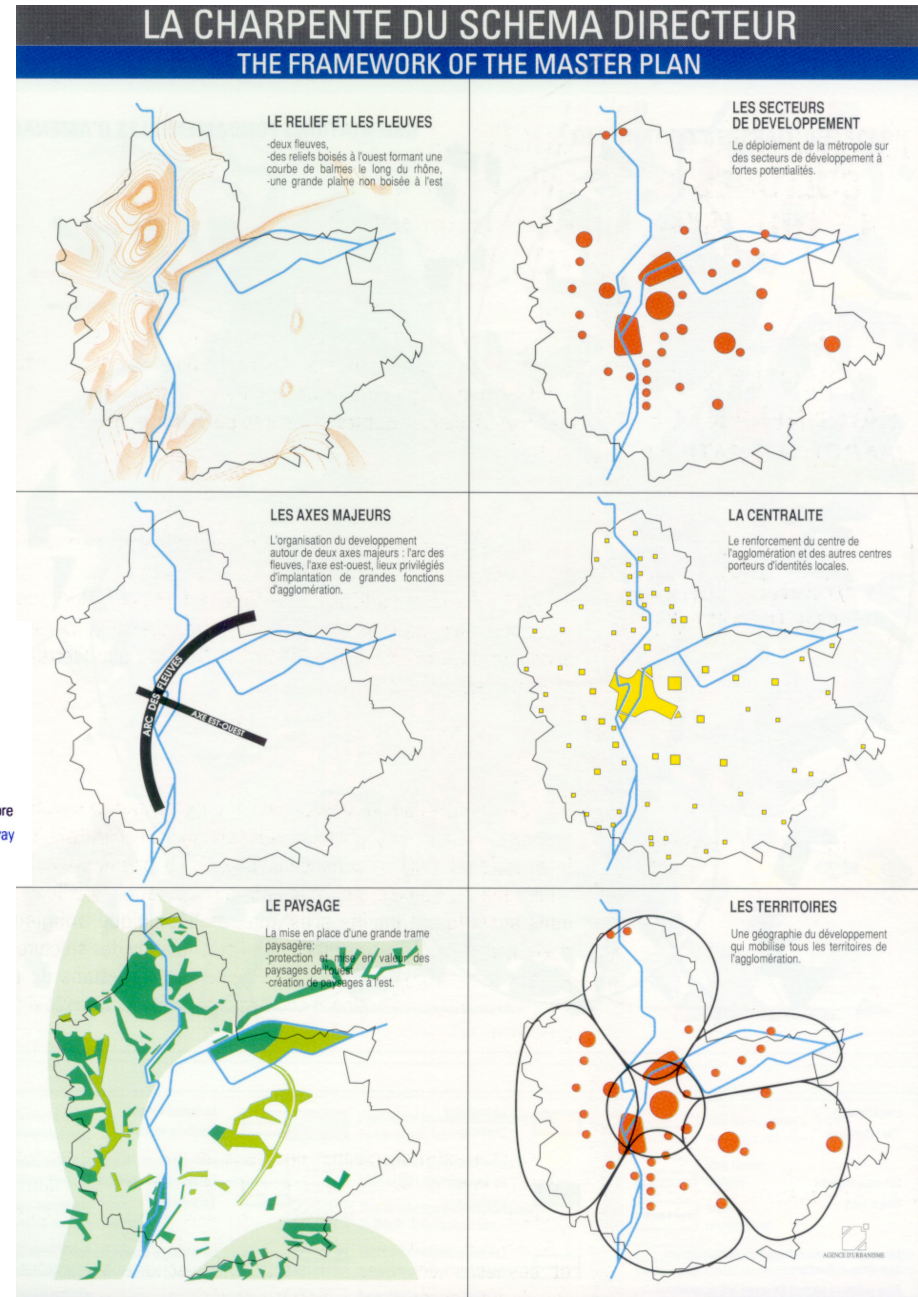 LA CHARPENTE DU SCHEMA DIRECTEUR
THE FRAMEWORK OF THE MASTER PLAN
LE RELIEF ET LES FLEUVES
-deux fleuves,
-des reliefs boisés à l'ouest formant une
courbe de balmes le long du rhône,
-une grande plaine non boisée à l'est
LES SECTEURS
DE DEVELOPPEMENT
Le déploiement de la métropole sur
des secteurs de développement à
fortes potentialités.
LES AXES MAJEURS
L'organisation du developpement
autour de deux axes majeurs : l'arc des
fleuves, l'axe est-ouest, lieux privilégiés
d'implantation de grandes fonctions
d'agglomération.
ARC DES FLEUVES
AXE EST-OUEST
LA CENTRALITE
Le renforcement du centre de
l'agglomération et des autres centres
porteurs d'identités locales.
LE PAYSAGE
La mise en place d'une grande trame
paysagère:
-protection et mise en valeur des
paysages de l'ouest
-création de paysages à l'est.
LES TERRITOIRES
Une géographie du développement
qui mobilise tous les territoires de
l'agglomération.
AGENCE D'URBANISME